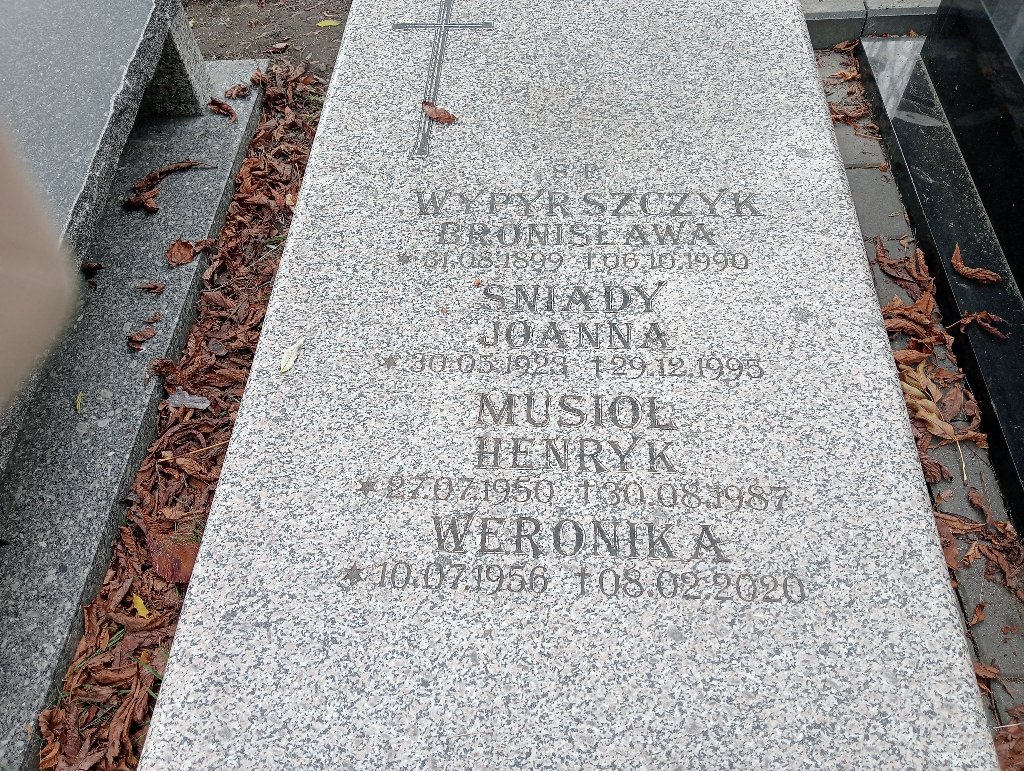 Ś P
WYPYRSZCZYK
BRONISŁAWA
★31.08.1899 †06.10.1990
ŚNIADY
JOANNA
★30.05.1923 †29.12.1995
MUSIOŁ
HENRYK
★27.07.1950 †30.08.1987
WERONIKA
★10.07.1956 †08.02.2020